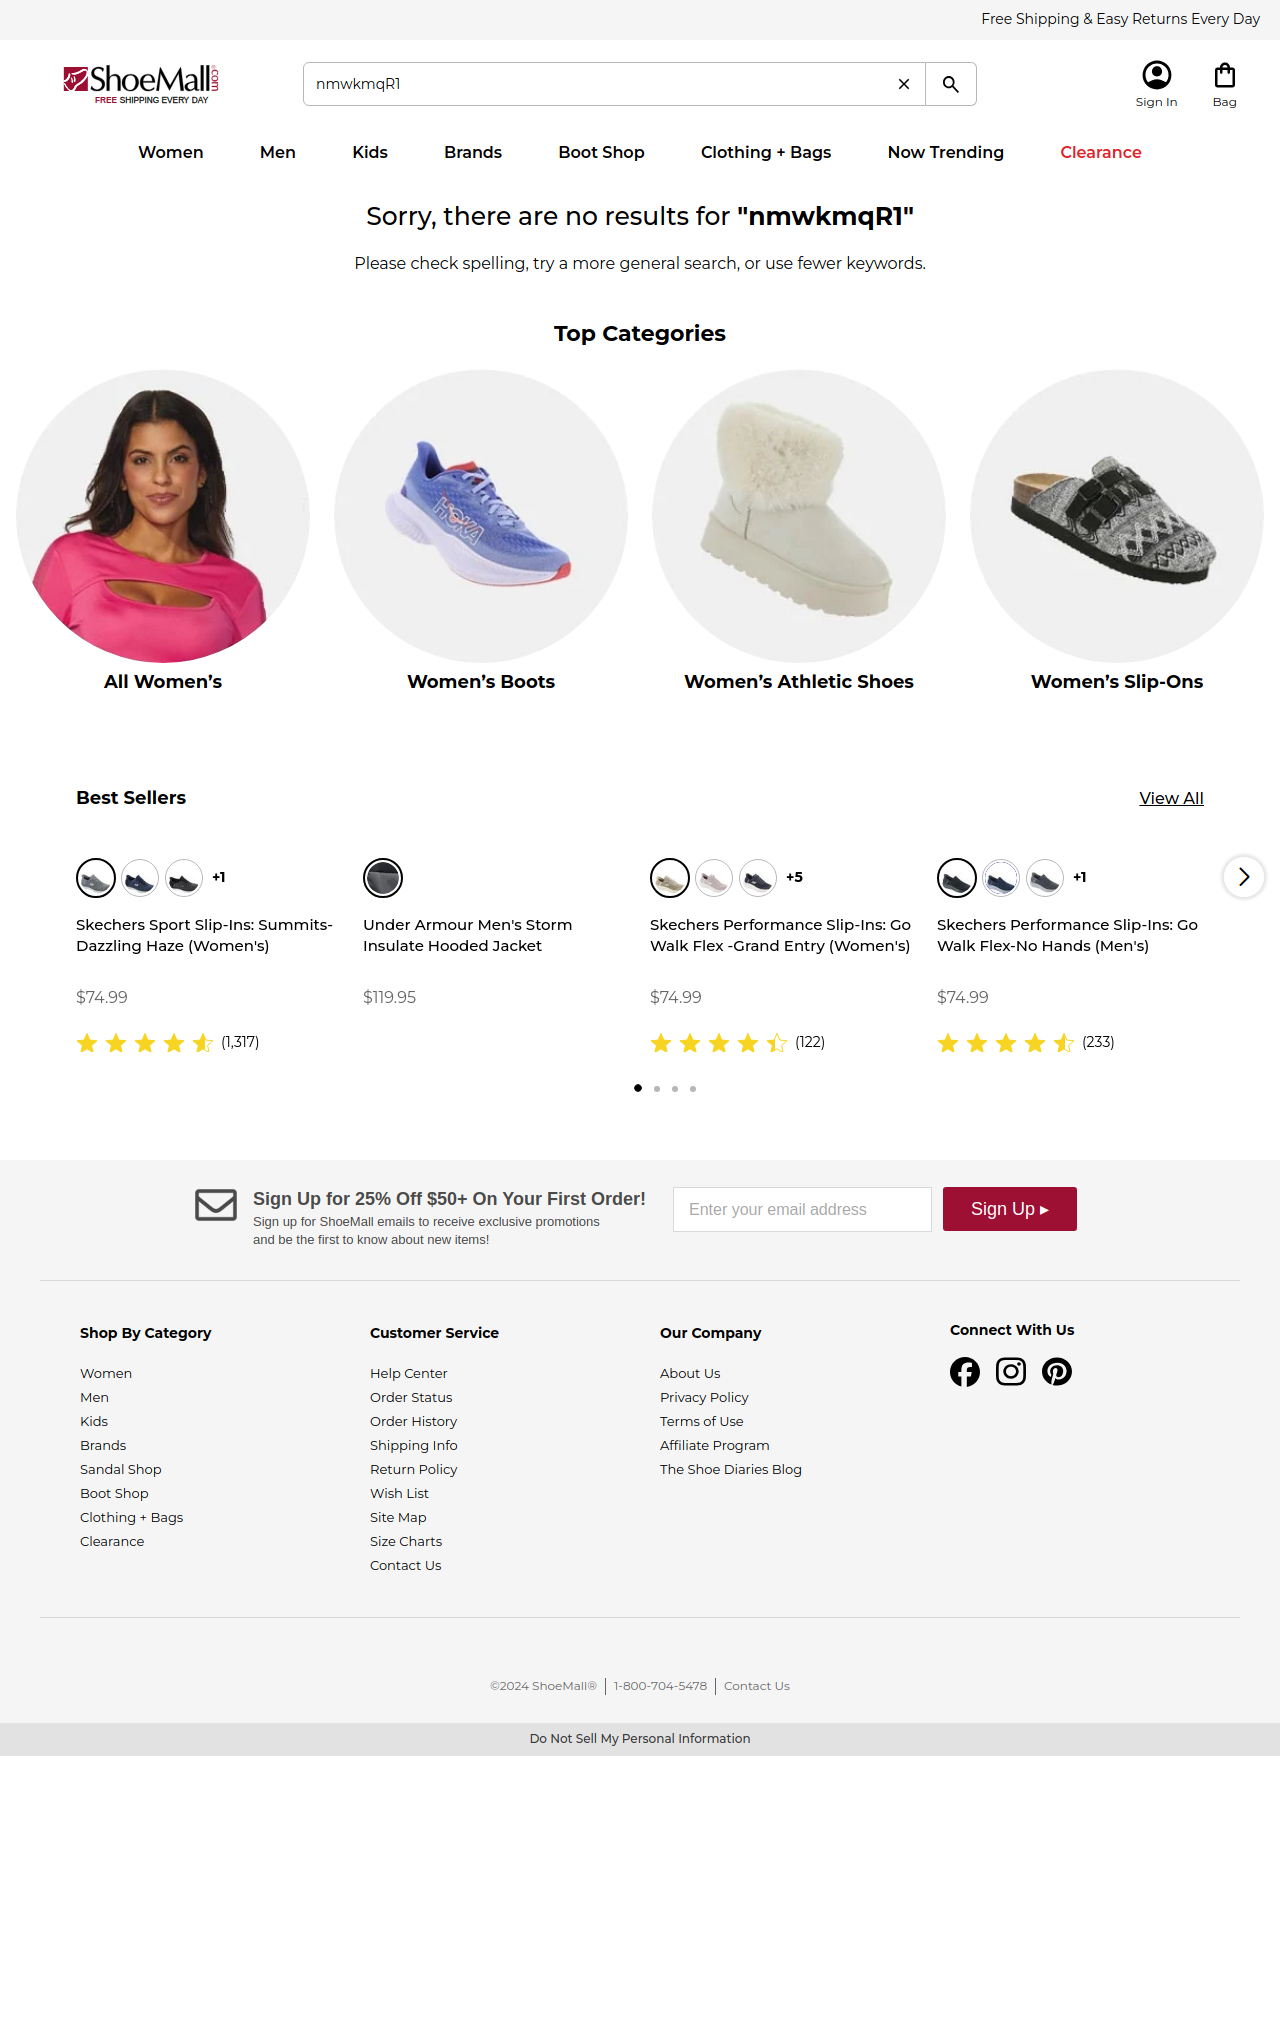 Free Shipping & Easy Returns Every Day
ShoeMall.com
FREE SHIPPING EVERY DAY
nmwkmqR1
Sign In
Bag
Women Men Kids Brands Boot Shop Clothing + Bags Now Trending Clearance
Sorry, there are no results for "nmwkmqR1"
Please check spelling, try a more general search, or use fewer keywords.
Top Categories
HOKA
All Women’s
Women’s Boots
Women’s Athletic Shoes
Women’s Slip-Ons
Best Sellers
View All
+1
Skechers Sport Slip-Ins: Summits-
Dazzling Haze (Women's)
$74.99
(1,317)
Under Armour Men's Storm
Insulate Hooded Jacket
$119.95
+5
Skechers Performance Slip-Ins: Go
Walk Flex -Grand Entry (Women's)
$74.99
(122)
+1
Skechers Performance Slip-Ins: Go
Walk Flex-No Hands (Men's)
$74.99
(233)
Sign Up for 25% Off $50+ On Your First Order!
Sign up for ShoeMall emails to receive exclusive promotions
and be the first to know about new items!
Enter your email address
Sign Up ▸
Shop By Category
Women
Men
Kids
Brands
Sandal Shop
Boot Shop
Clothing + Bags
Clearance
Customer Service
Help Center
Order Status
Order History
Shipping Info
Return Policy
Wish List
Site Map
Size Charts
Contact Us
Our Company
About Us
Privacy Policy
Terms of Use
Affiliate Program
The Shoe Diaries Blog
Connect With Us
©2024 ShoeMall® 1-800-704-5478 Contact Us
Do Not Sell My Personal Information